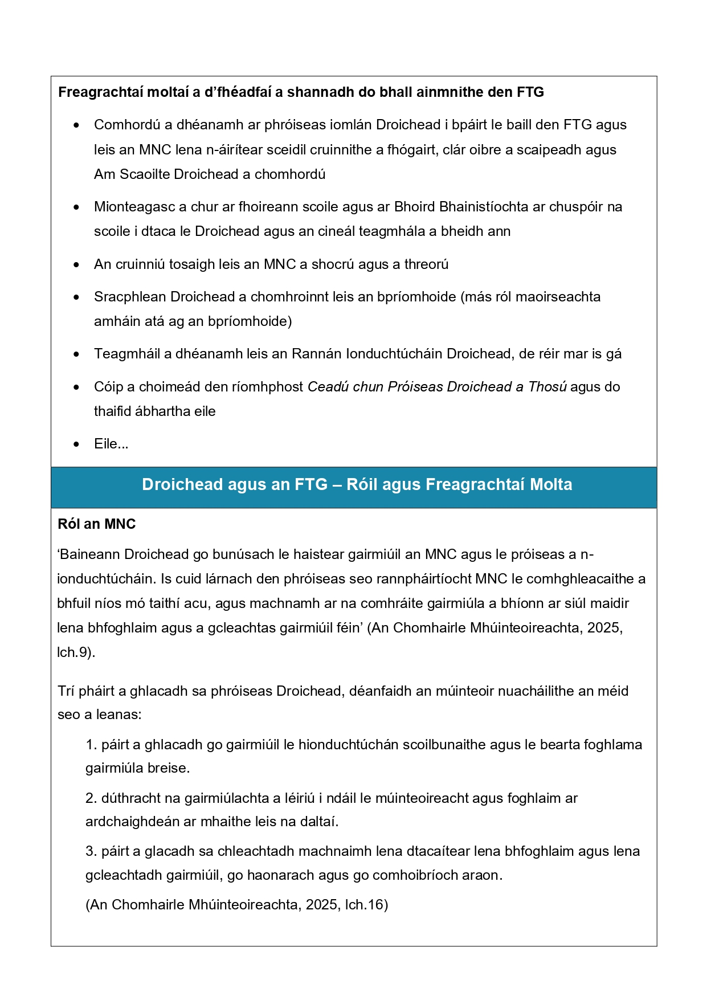 Freagrachtaí moltaí a d’fhéadfaí a shannadh do bhall ainmnithe den FTG
• Comhordú a dhéanamh ar phróiseas iomlán Droichead i bpáirt le baill den FTG agus
leis an MNC lena n-áirítear sceidil cruinnithe a fhógairt, clár oibre a scaipeadh agus
Am Scaoilte Droichead a chomhordú
• Mionteagasc a chur ar fhoireann scoile agus ar Bhoird Bhainistíochta ar chuspóir na
scoile i dtaca le Droichead agus an cineál teagmhála a bheidh ann
• An cruinniú tosaigh leis an MNC a shocrú agus a threorú
• Sracphlean Droichead a chomhroinnt leis an bpríomhoide (más ról maoirseachta
amháin atá ag an bpríomhoide)
• Teagmháil a dhéanamh leis an Rannán Ionduchtúcháin Droichead, de réir mar is gá
• Cóip a choimeád den ríomhphost Ceadú chun Próiseas Droichead a Thosú agus do
thaifid ábhartha eile
• Eile...
Droichead agus an FTG – Róil agus Freagrachtaí Molta
Ról an MNC
‘Baineann Droichead go bunúsach le haistear gairmiúil an MNC agus le próiseas a n-
ionduchtúcháin. Is cuid lárnach den phróiseas seo rannpháirtíocht MNC le comhghleacaithe a
bhfuil níos mó taithí acu, agus machnamh ar na comhráite gairmiúla a bhíonn ar siúl maidir
lena bhfoghlaim agus a gcleachtas gairmiúil féin’ (An Chomhairle Mhúinteoireachta, 2025,
lch.9).
Trí pháirt a ghlacadh sa phróiseas Droichead, déanfaidh an múinteoir nuacháilithe an méid
seo a leanas:
1. páirt a ghlacadh go gairmiúil le hionduchtúchán scoilbunaithe agus le bearta foghlama
gairmiúla breise.
2. dúthracht na gairmiúlachta a léiriú i ndáil le múinteoireacht agus foghlaim ar
ardchaighdeán ar mhaithe leis na daltaí.
3. páirt a glacadh sa chleachtadh machnaimh lena dtacaítear lena bhfoghlaim agus lena
gcleachtadh gairmiúil, go haonarach agus go comhoibríoch araon.
(An Chomhairle Mhúinteoireachta, 2025, lch.16)